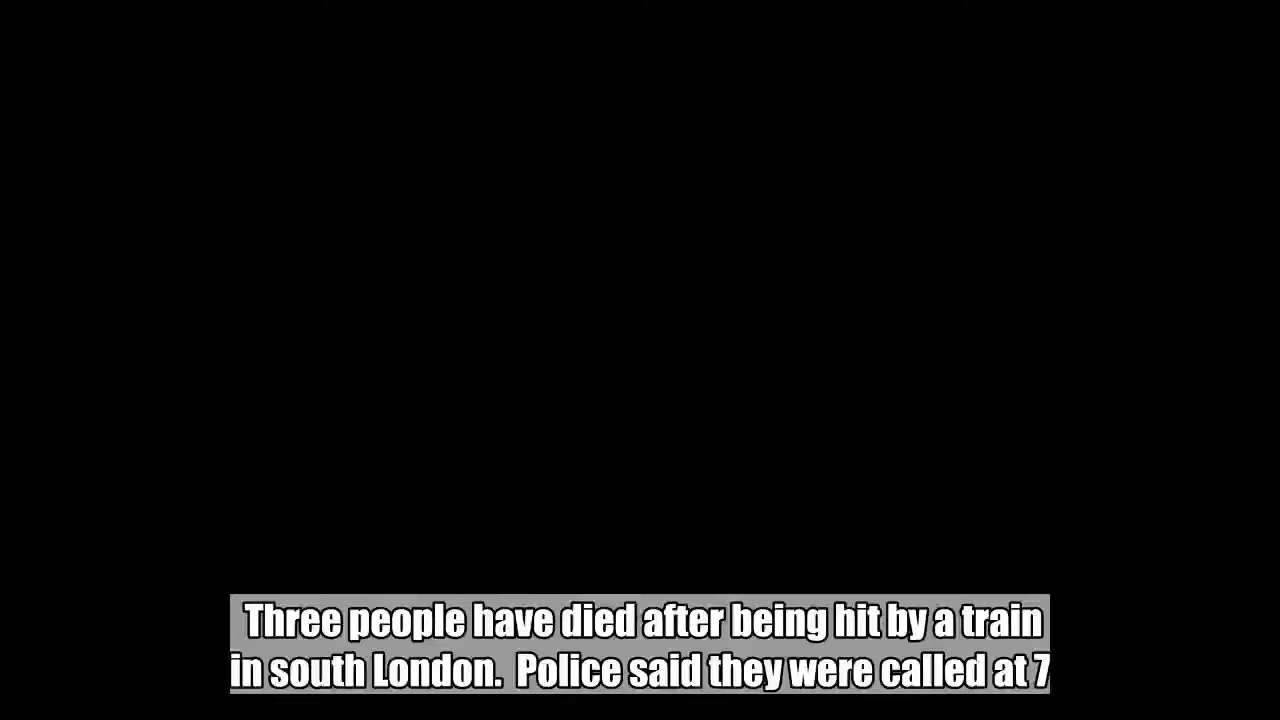 Three people have died after being hit by a train
in south London.  Police said they were called at 7